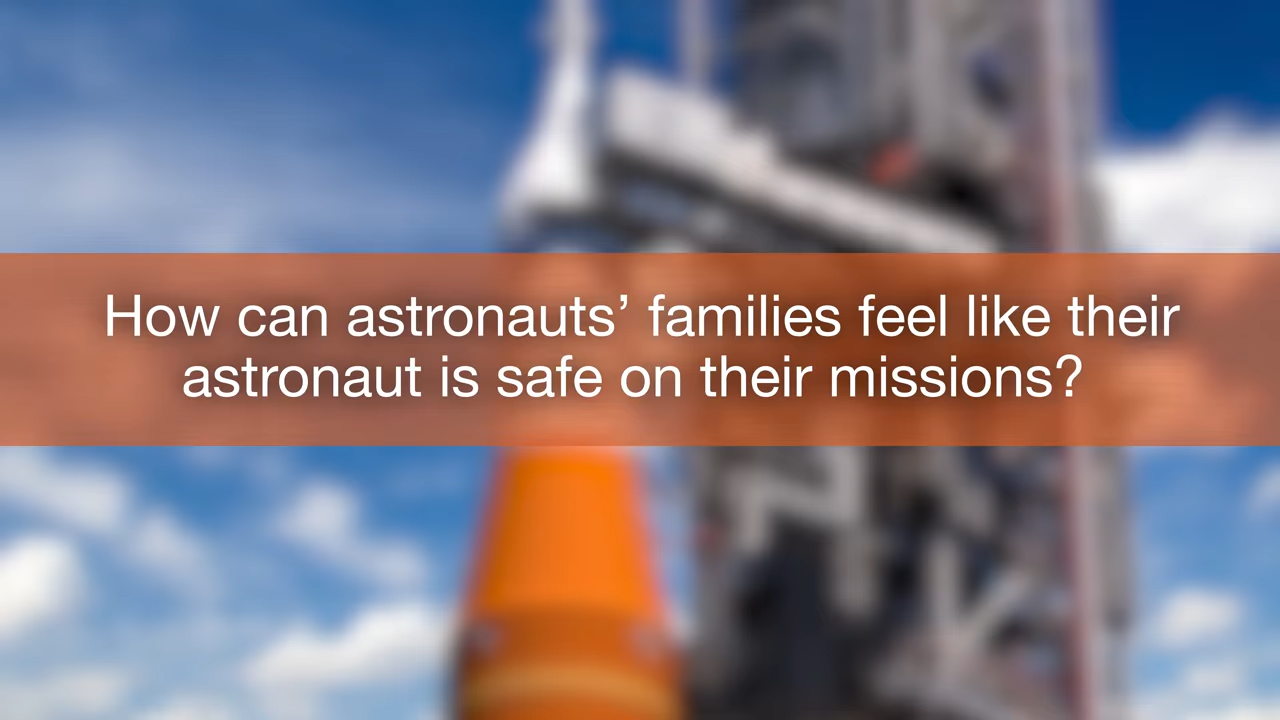 How can astronauts’ families feel like their
astronaut is safe on their missions?